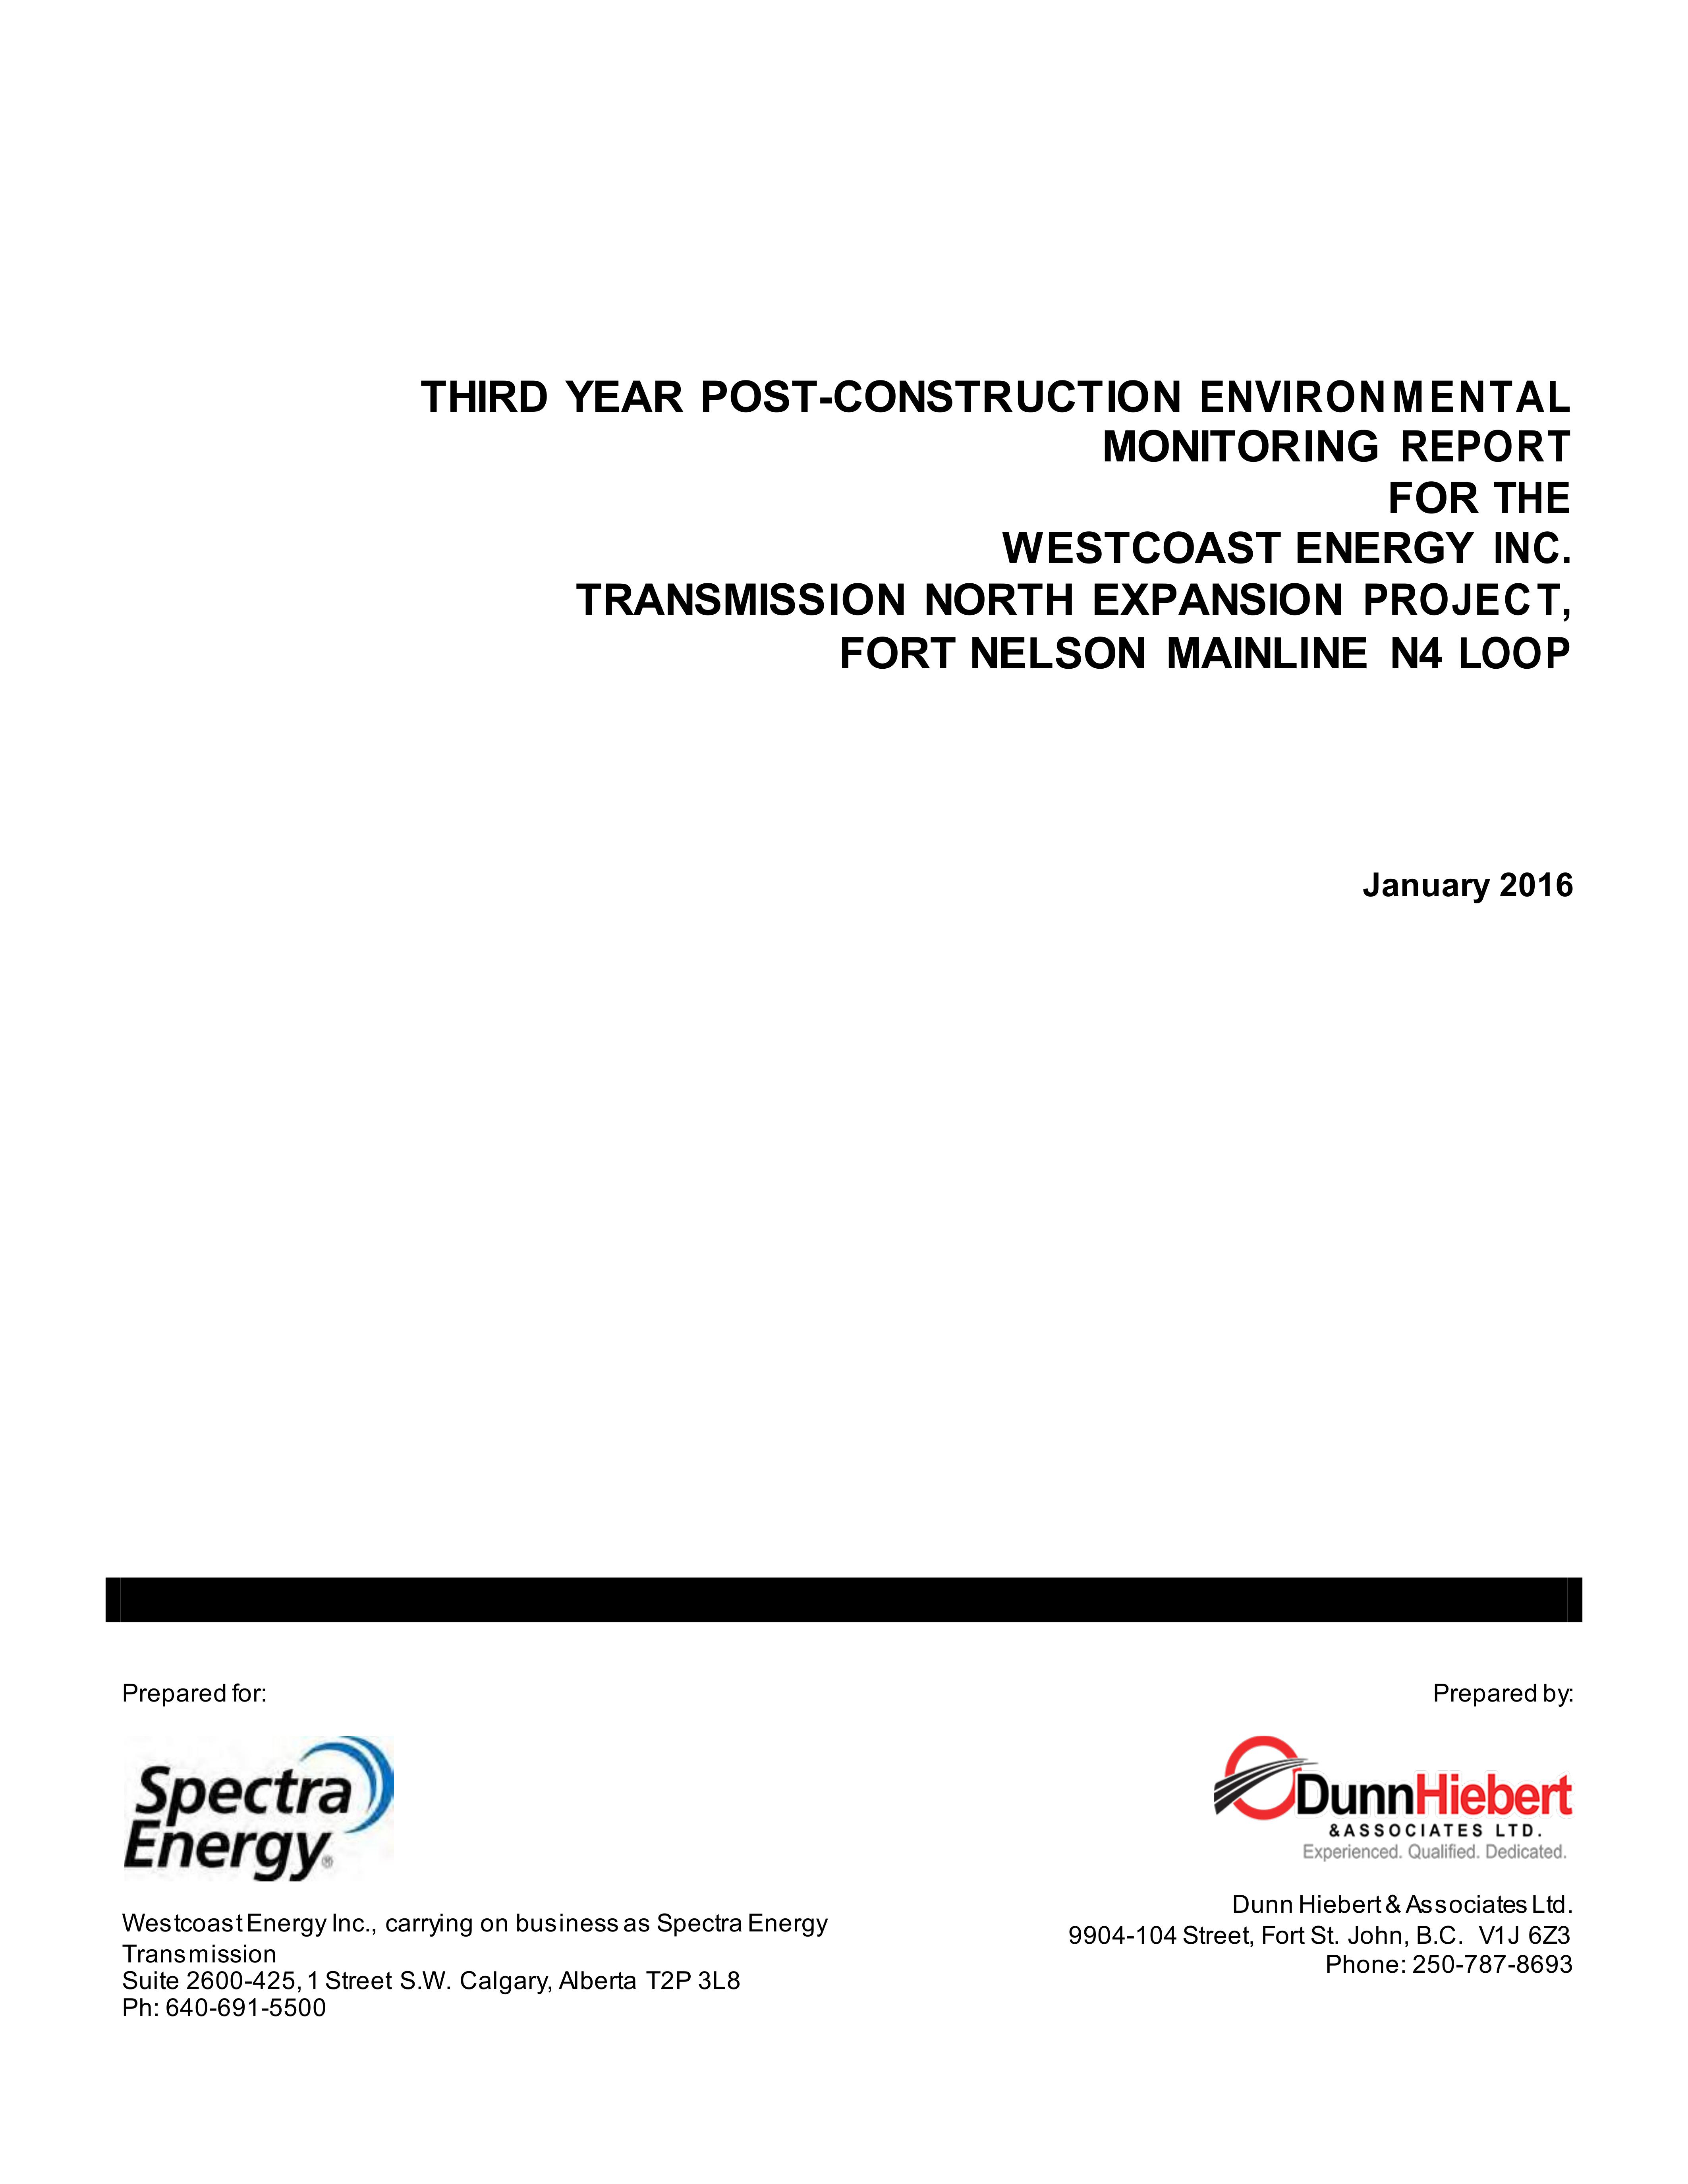 THIRD YEAR POST-CONSTRUCTION ENVIRONMENTAL
MONITORING REPORT
FOR THE
WESTCOAST ENERGY INC.
TRANSMISSION NORTH EXPANSION PROJECT,
FORT NELSON MAINLINE N4 LOOP
January 2016
Prepared for:
Spectra
Energy®
Westcoast Energy Inc., carrying on business as Spectra Energy
Transmission
Suite 2600-425, 1 Street S.W. Calgary, Alberta T2P 3L8
Ph: 640-691-5500
Prepared by:
DunnHiebert
&ASSOCIATES LTD.
Experienced. Qualified. Dedicated.
Dunn Hiebert & Associates Ltd.
9904-104 Street, Fort St. John, B.C. V1J 6Z3
Phone: 250-787-8693